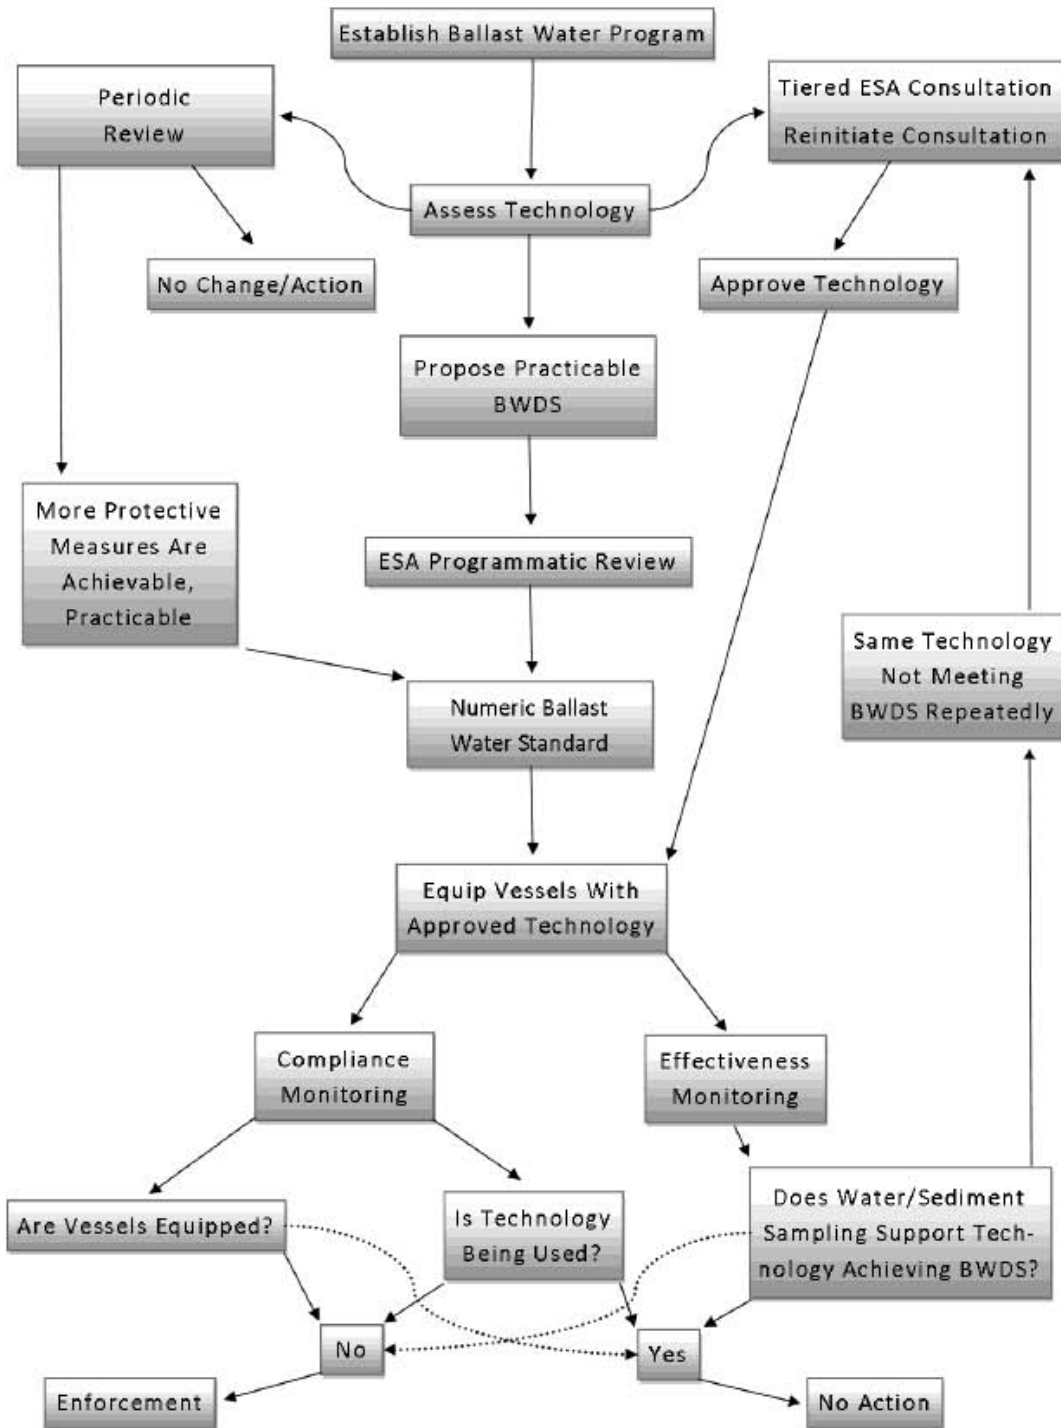 Establish Ballast Water Program
Periodic
Review
Tiered ESA Consultation
Reinitiate Consultation
Assess Technology
No Change/Action
Approve Technology
Propose Practicable
BWDS
More Protective
Measures Are
Achievable,
Practicable
ESA Programmatic Review
Same Technology
Not Meeting
BWDS Repeatedly
Numeric Ballast
Water Standard
Equip Vessels With
Approved Technology
Compliance
Monitoring
Effectiveness
Monitoring
Are Vessels Equipped?
Is Technology
Being Used?
Does Water/Sediment
Sampling Support Tech-
nology Achieving BWDS?
No
Yes
Enforcement
No Action